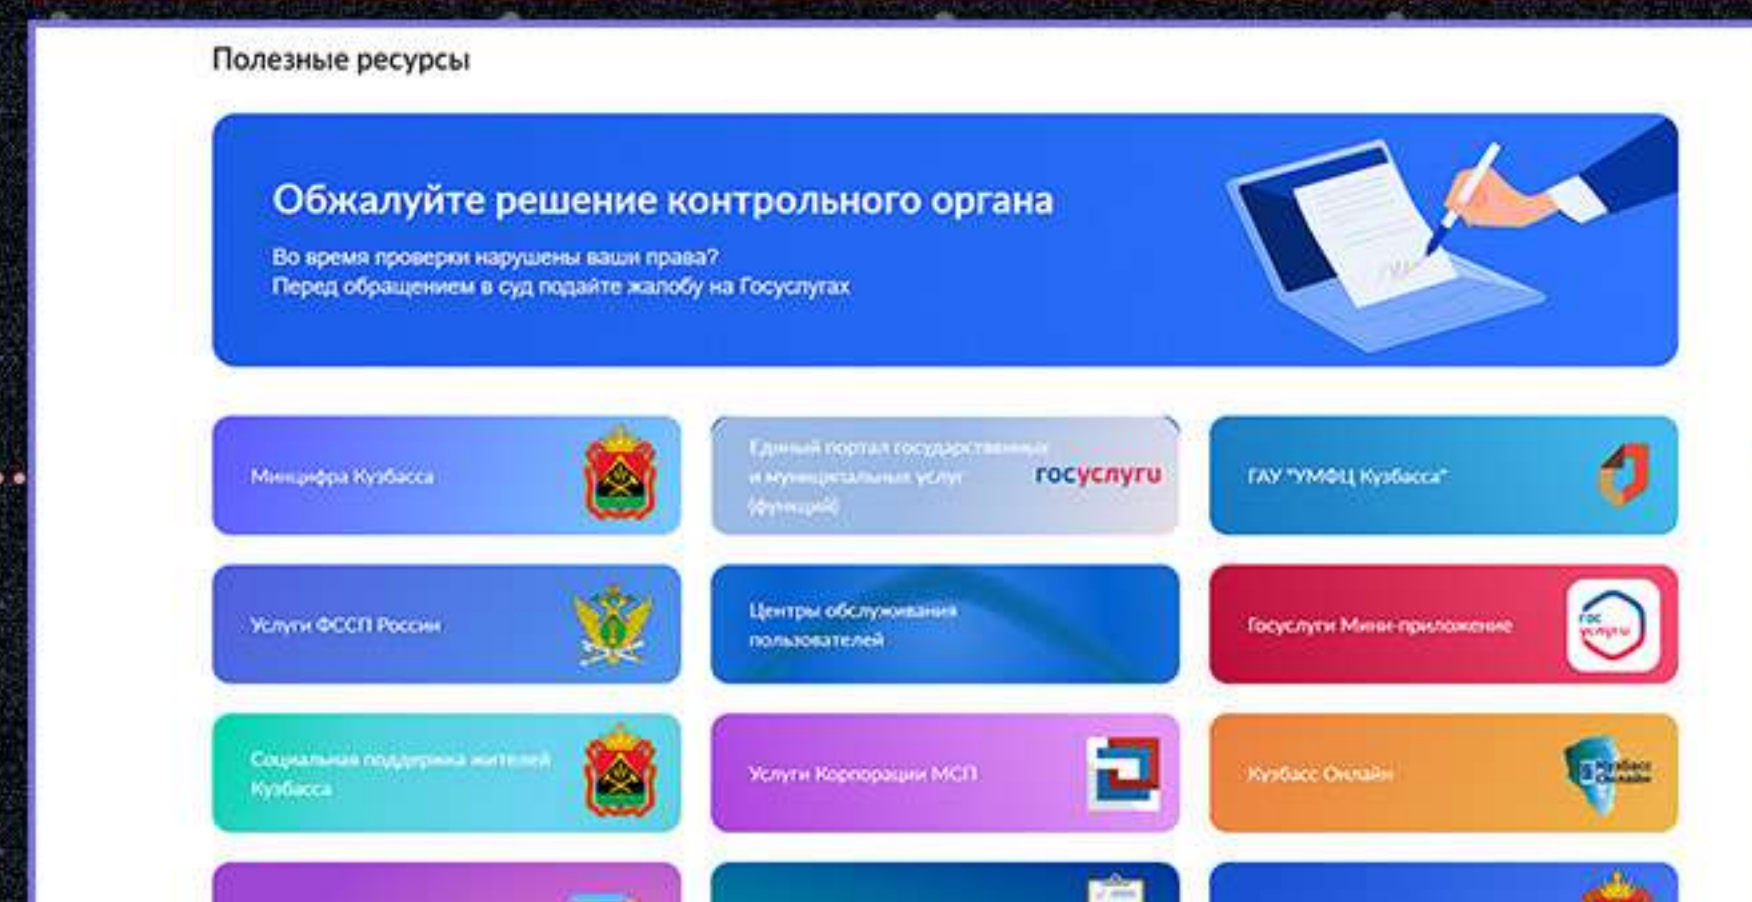 Полезные ресурсы
Обжалуйте решение контрольного органа
Во время проверки нарушены ваши права?
Перед обращением в суд подайте жалобу на Госуслугах
Минцифра Кузбасса
Единый портал государственных
и муниципальных услуг
(функций)
госуслуги
ГАУ "УМФЦ Кузбасса"
Услуги ФССП России
Центры обслуживания
пользователей
Госуслуги Мини-приложение
гос
услуги
Социальная поддержка жителей
Кузбасса
Услуги Корпорации МСП
Кузбасс Онлайн
Кузбасс
Онлайн